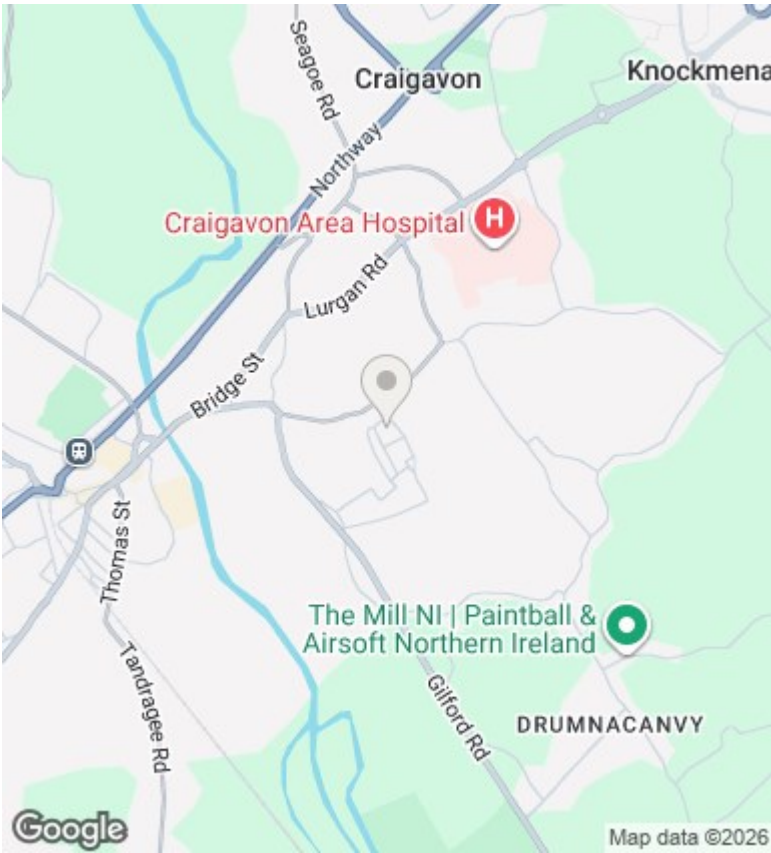 Seagoe Rd
Craigavon
Knockmena
Northway
Craigavon Area Hospital
H
Lurgan Rd
Bridge St
Thomas St
The Mill NI | Paintball &
Airsoft Northern Ireland
Tandragee Rd
Gilford Rd
DRUMNACANVY
Google
Map data ©2026